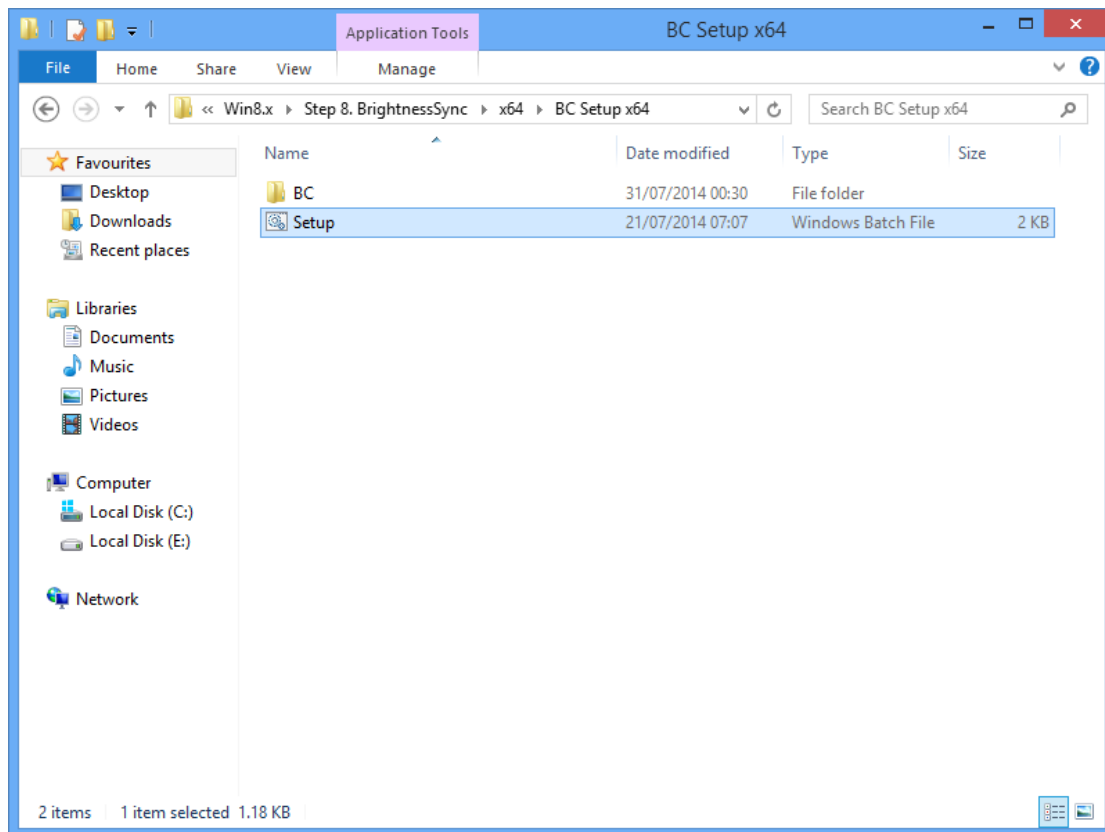 Application Tools
BC Setup x64
File Home Share View Manage
« Win8.x Step 8. BrightnessSync x64 BC Setup x64
Search BC Setup x64
Name Date modified Type Size
Favourites
Desktop
Downloads
Recent places
Libraries
Documents
Music
Pictures
Videos
Computer
Local Disk (C:)
Local Disk (E:)
Network
BC 31/07/2014 00:30 File folder
Setup 21/07/2014 07:07 Windows Batch File 2 KB
2 items 1 item selected 1.18 KB